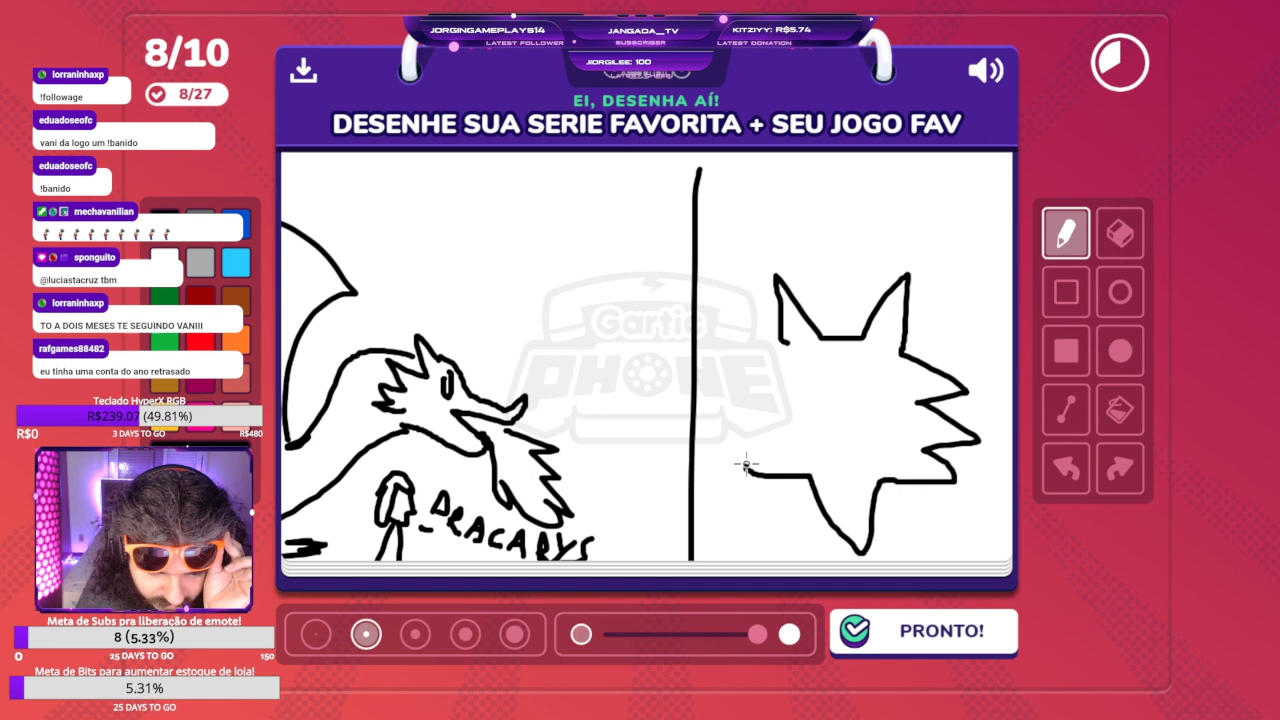 JORGINGAMEPLAYS14
LATEST FOLLOWER
JANGADA__TV
SUBSCRIBER
KITZIYY: R$5.74
LATEST DONATION
JIORGILEE: 100
8/10
8/27
EI, DESENHA AÍ!
DESENHE SUA SERIE FAVORITA + SEU JOGO FAV
lorraninhaxp
!followage
eduadoseofc
vani da logo um !banido
eduadoseofc
!banido
mechavanilian
sponguito
@luciastacruz tbm
lorraninhaxp
TO A DOIS MESES TE SEGUINDO VANIII
rafgames88482
eu tinha uma conta do ano retrasado
Gartic
PHONE
DRACARYS
Teclado HyperX RGB
R$239.07 (49.81%)
R$0
3 DAYS TO GO
R$480
Meta de Subs pra liberação de emote!
8 (5.33%)
0
25 DAYS TO GO
150
Meta de Bits para aumentar estoque de loja!
5.31%
25 DAYS TO GO
PRONTO!